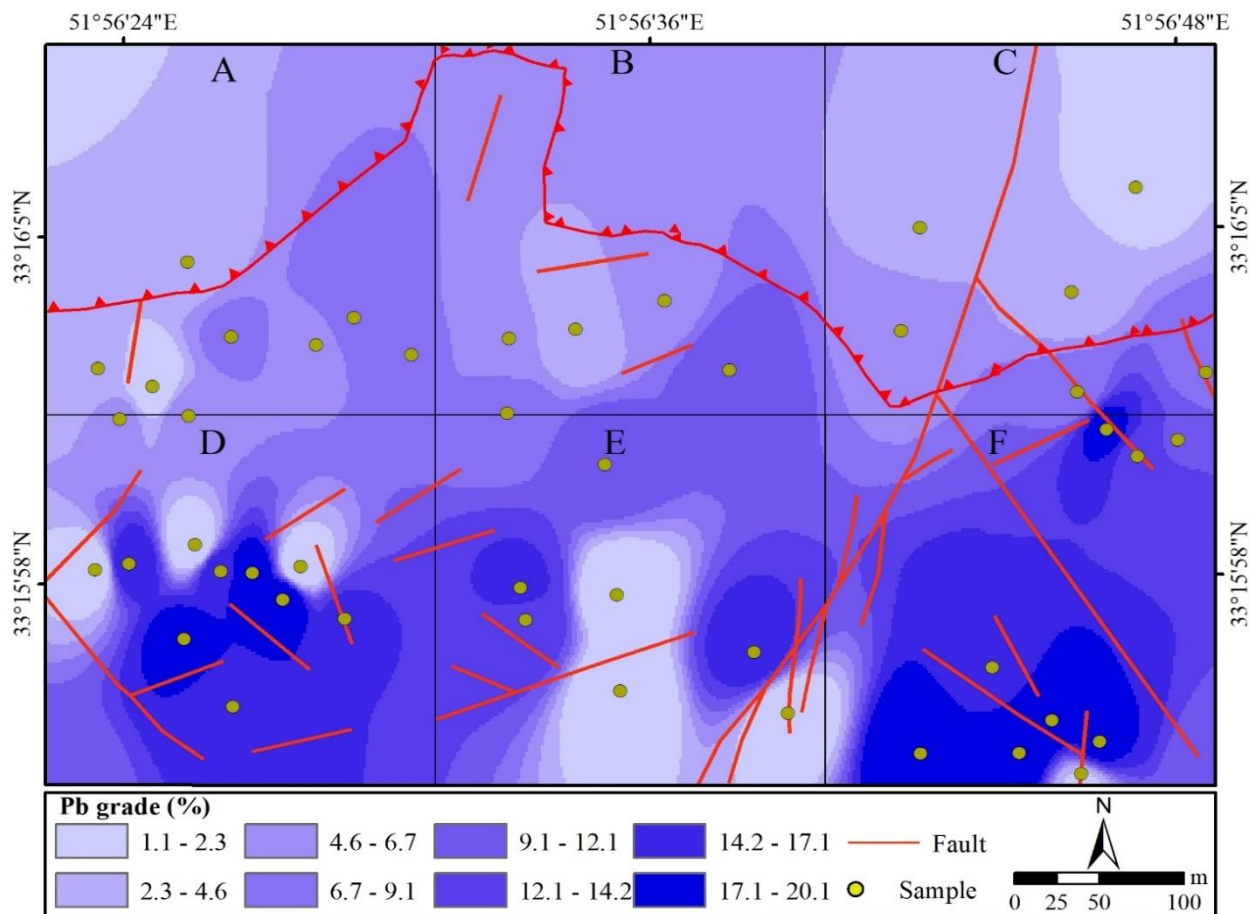 51°56'24"E 51°56'36"E 51°56'48"E
A B C
33°16'5"N 33°16'5"N
D E F
33°15'58"N 33°15'58"N
Pb grade (%)
1.1 - 2.3 4.6 - 6.7 9.1 - 12.1 14.2 - 17.1 Fault
2.3 - 4.6 6.7 - 9.1 12.1 - 14.2 17.1 - 20.1 Sample
N
m
0 25 50 100